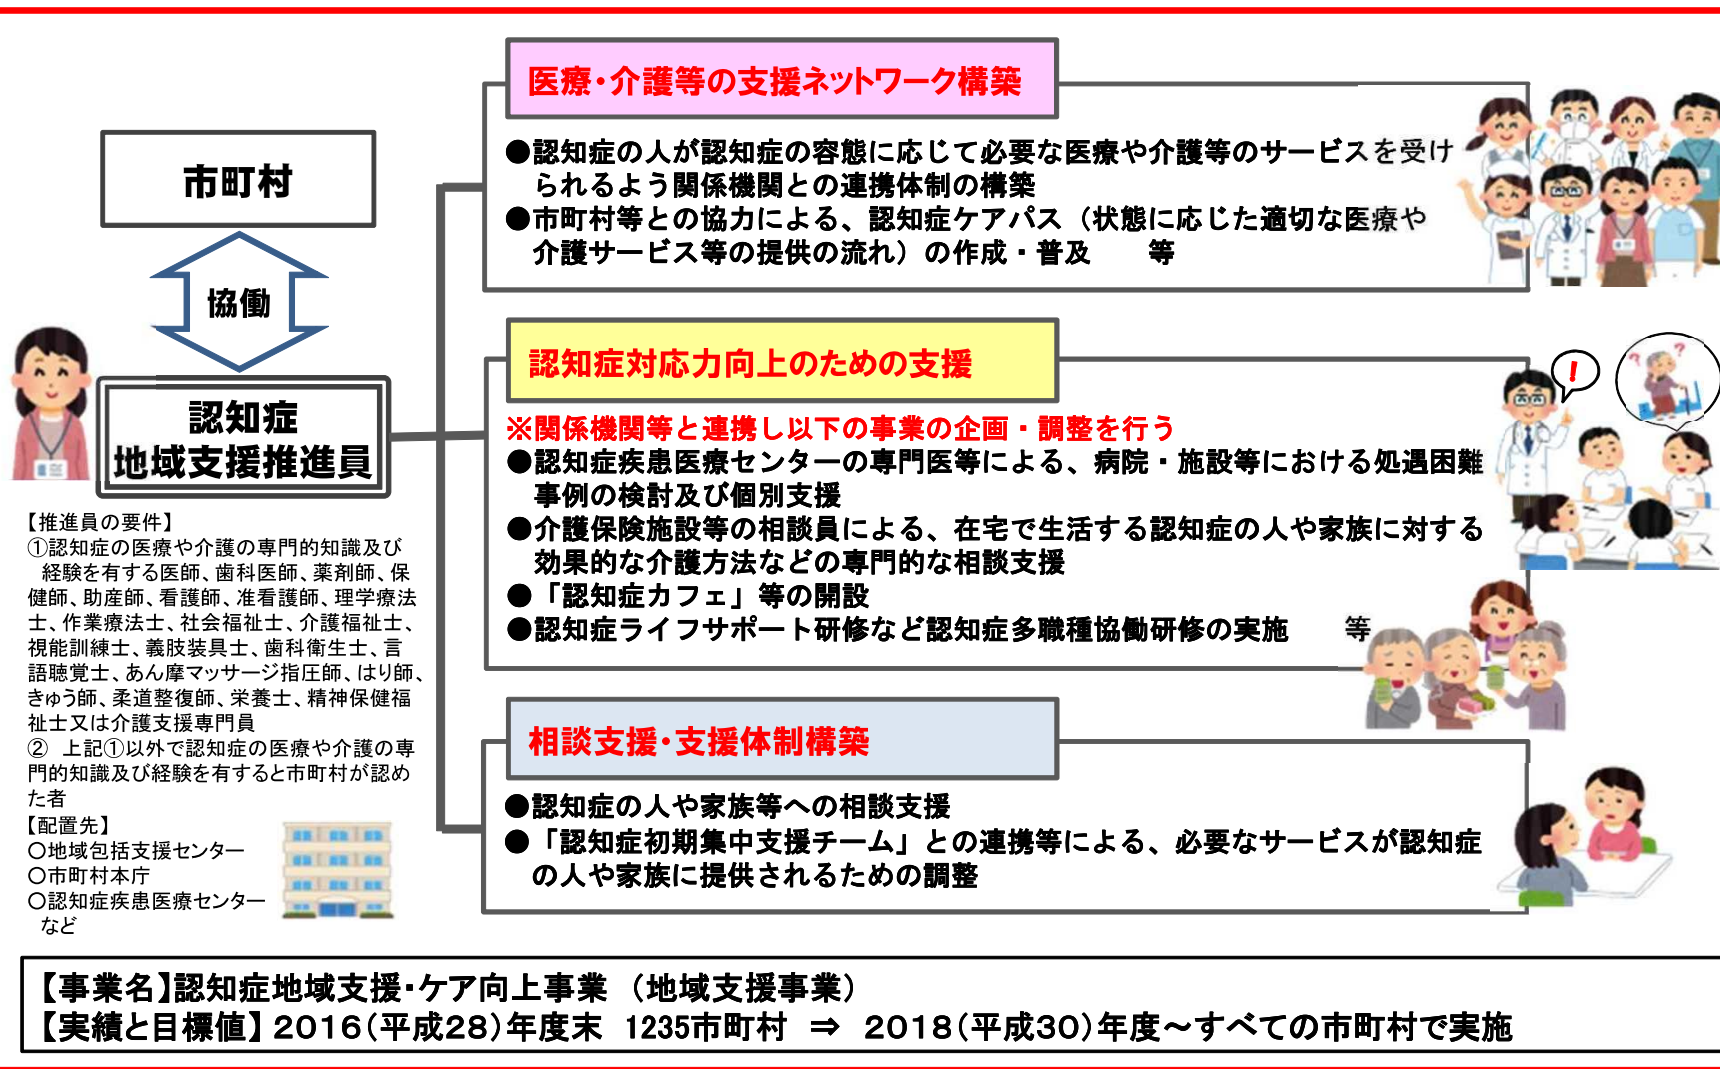 市町村
協働
認知症
地域支援推進員
【推進員の要件】
①認知症の医療や介護の専門的知識及び
経験を有する医師、歯科医師、薬剤師、保
健師、助産師、看護師、准看護師、理学療法
士、作業療法士、社会福祉士、介護福祉士、
視能訓練士、義肢装具士、歯科衛生士、言
語聴覚士、あん摩マッサージ指圧師、はり師、
きゅう師、柔道整復師、栄養士、精神保健福
祉士又は介護支援専門員
② 上記①以外で認知症の医療や介護の専
門的知識及び経験を有すると市町村が認め
た者
【配置先】
○地域包括支援センター
○市町村本庁
○認知症疾患医療センター
など
医療・介護等の支援ネットワーク構築
●認知症の人が認知症の容態に応じて必要な医療や介護等のサービスを受け
られるよう関係機関との連携体制の構築
●市町村等との協力による、認知症ケアパス（状態に応じた適切な医療や
介護サービス等の提供の流れ）の作成・普及　　等
認知症対応力向上のための支援
※関係機関等と連携し以下の事業の企画・調整を行う
●認知症疾患医療センターの専門医等による、病院・施設等における処遇困難
事例の検討及び個別支援
●介護保険施設等の相談員による、在宅で生活する認知症の人や家族に対する
効果的な介護方法などの専門的な相談支援
●「認知症カフェ」等の開設
●認知症ライフサポート研修など認知症多職種協働研修の実施　　等
!
? ?
相談支援・支援体制構築
●認知症の人や家族等への相談支援
●「認知症初期集中支援チーム」との連携等による、必要なサービスが認知症
の人や家族に提供されるための調整
【事業名】認知症地域支援・ケア向上事業 （地域支援事業）
【実績と目標値】２０１６（平成２８）年度末　1235市町村　⇒　２０１８（平成３０）年度～すべての市町村で実施